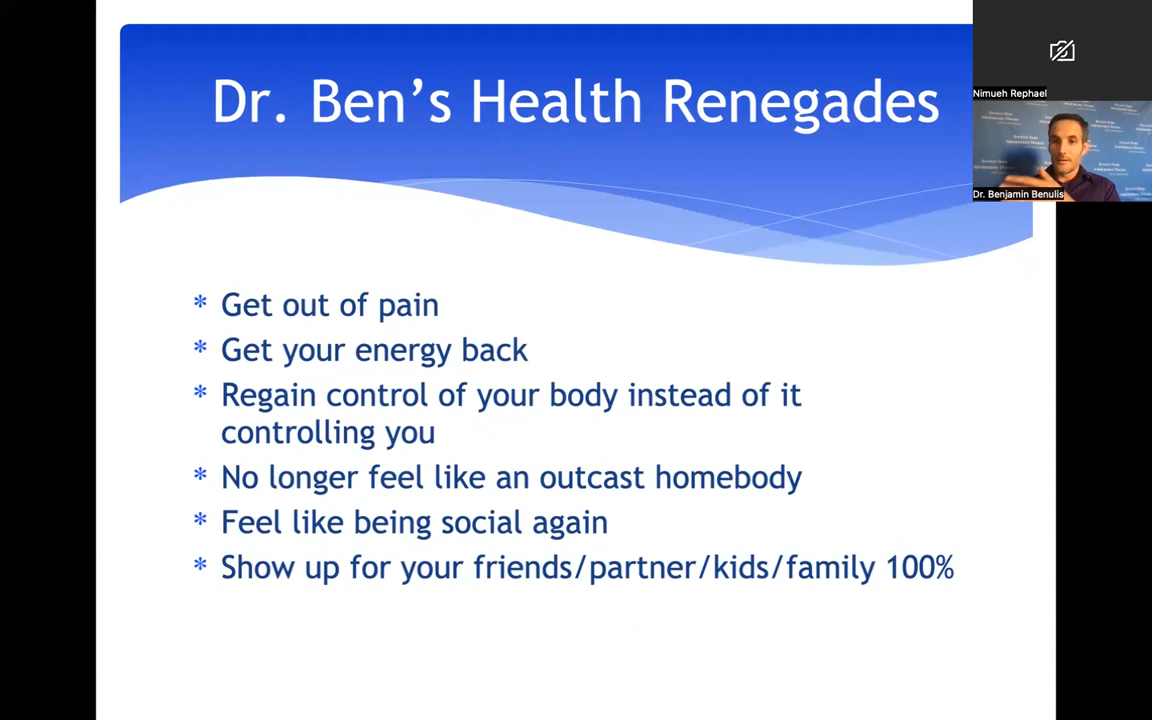 Dr. Ben's Health Renegades
Nimueh Rephael
Dr. Benjamin Benulis
* Get out of pain
* Get your energy back
* Regain control of your body instead of it
controlling you
* No longer feel like an outcast homebody
* Feel like being social again
* Show up for your friends/partner/kids/family 100%